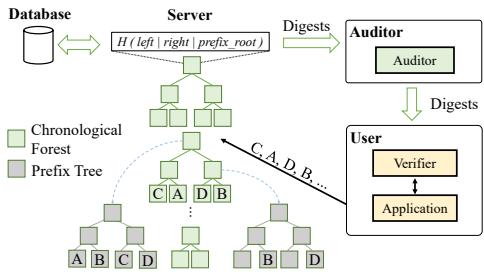 Database
Server
H ( left | right | prefix_root )
Digests
Auditor
Auditor
Digests
User
Verifier
Application
Chronological
Forest
Prefix Tree
C, A, D, B, ...
C A D B
⋮
A B C D
B D